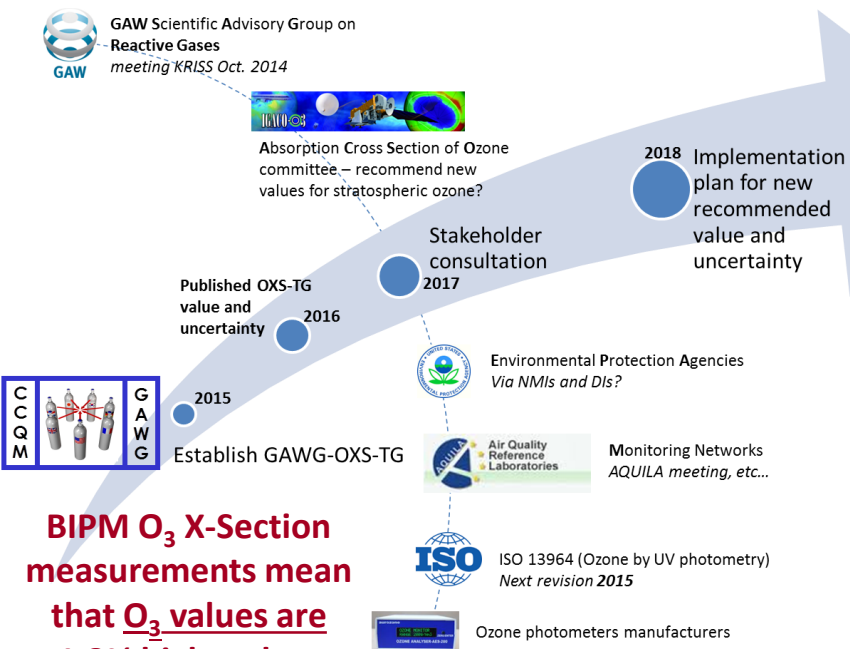 GAW Scientific Advisory Group on
Reactive Gases
meeting KRISS Oct. 2014
GAW
IGACO O3
Absorption Cross Section of Ozone
committee – recommend new
values for stratospheric ozone?
2018
Implementation
plan for new
recommended
value and
uncertainty
Stakeholder
consultation
2017
Published OXS-TG
value and
uncertainty
2016
2015
Establish GAWG-OXS-TG
CCQM
GAWG
Environmental Protection Agencies
Via NMIs and DIs?
AQUILA
Air Quality
Reference
Laboratories
Monitoring Networks
AQUILA meeting, etc…
ISO
ISO 13964 (Ozone by UV photometry)
Next revision 2015
Ozone photometers manufacturers
BIPM O₃ X-Section
measurements mean
that O₃ values are